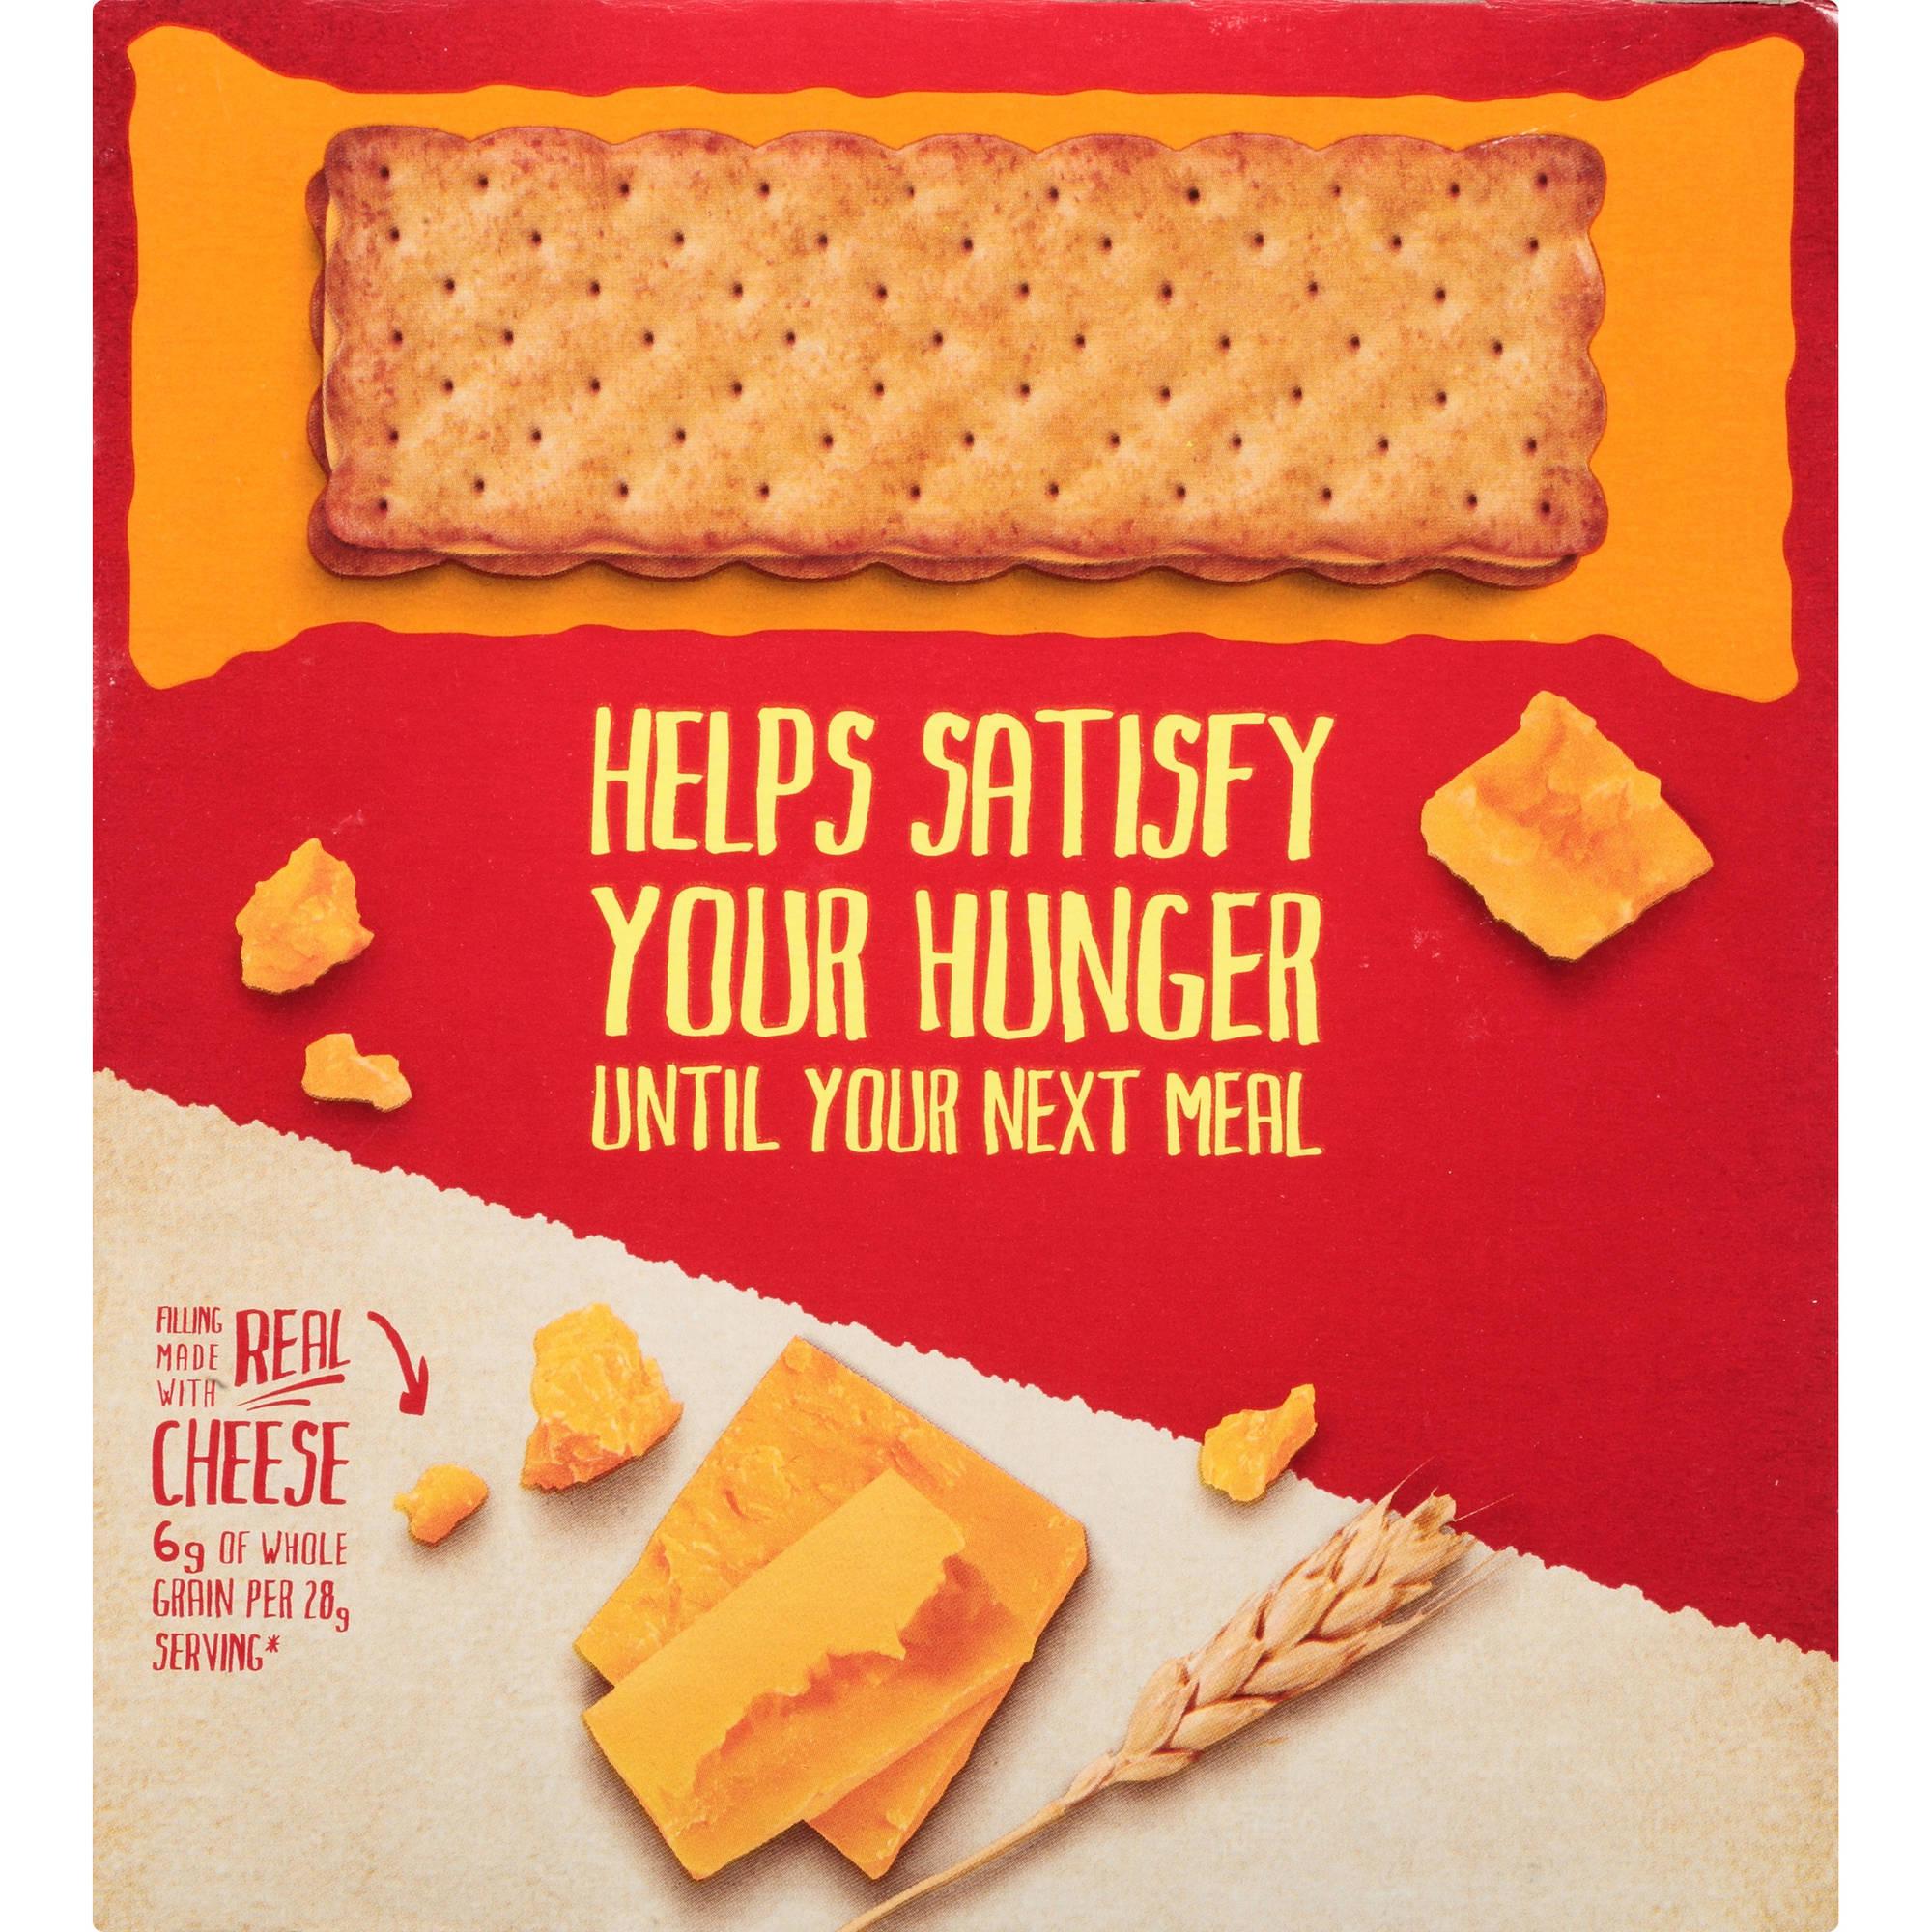 HELPS SATISFY
YOUR HUNGER
UNTIL YOUR NEXT MEAL
FILLING
MADE
WITH
REAL
CHEESE
6g OF WHOLE
GRAIN PER 28g
SERVING*